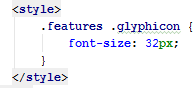 <style>
    .features .glyphicon {
        font-size: 32px;
    }
</style>